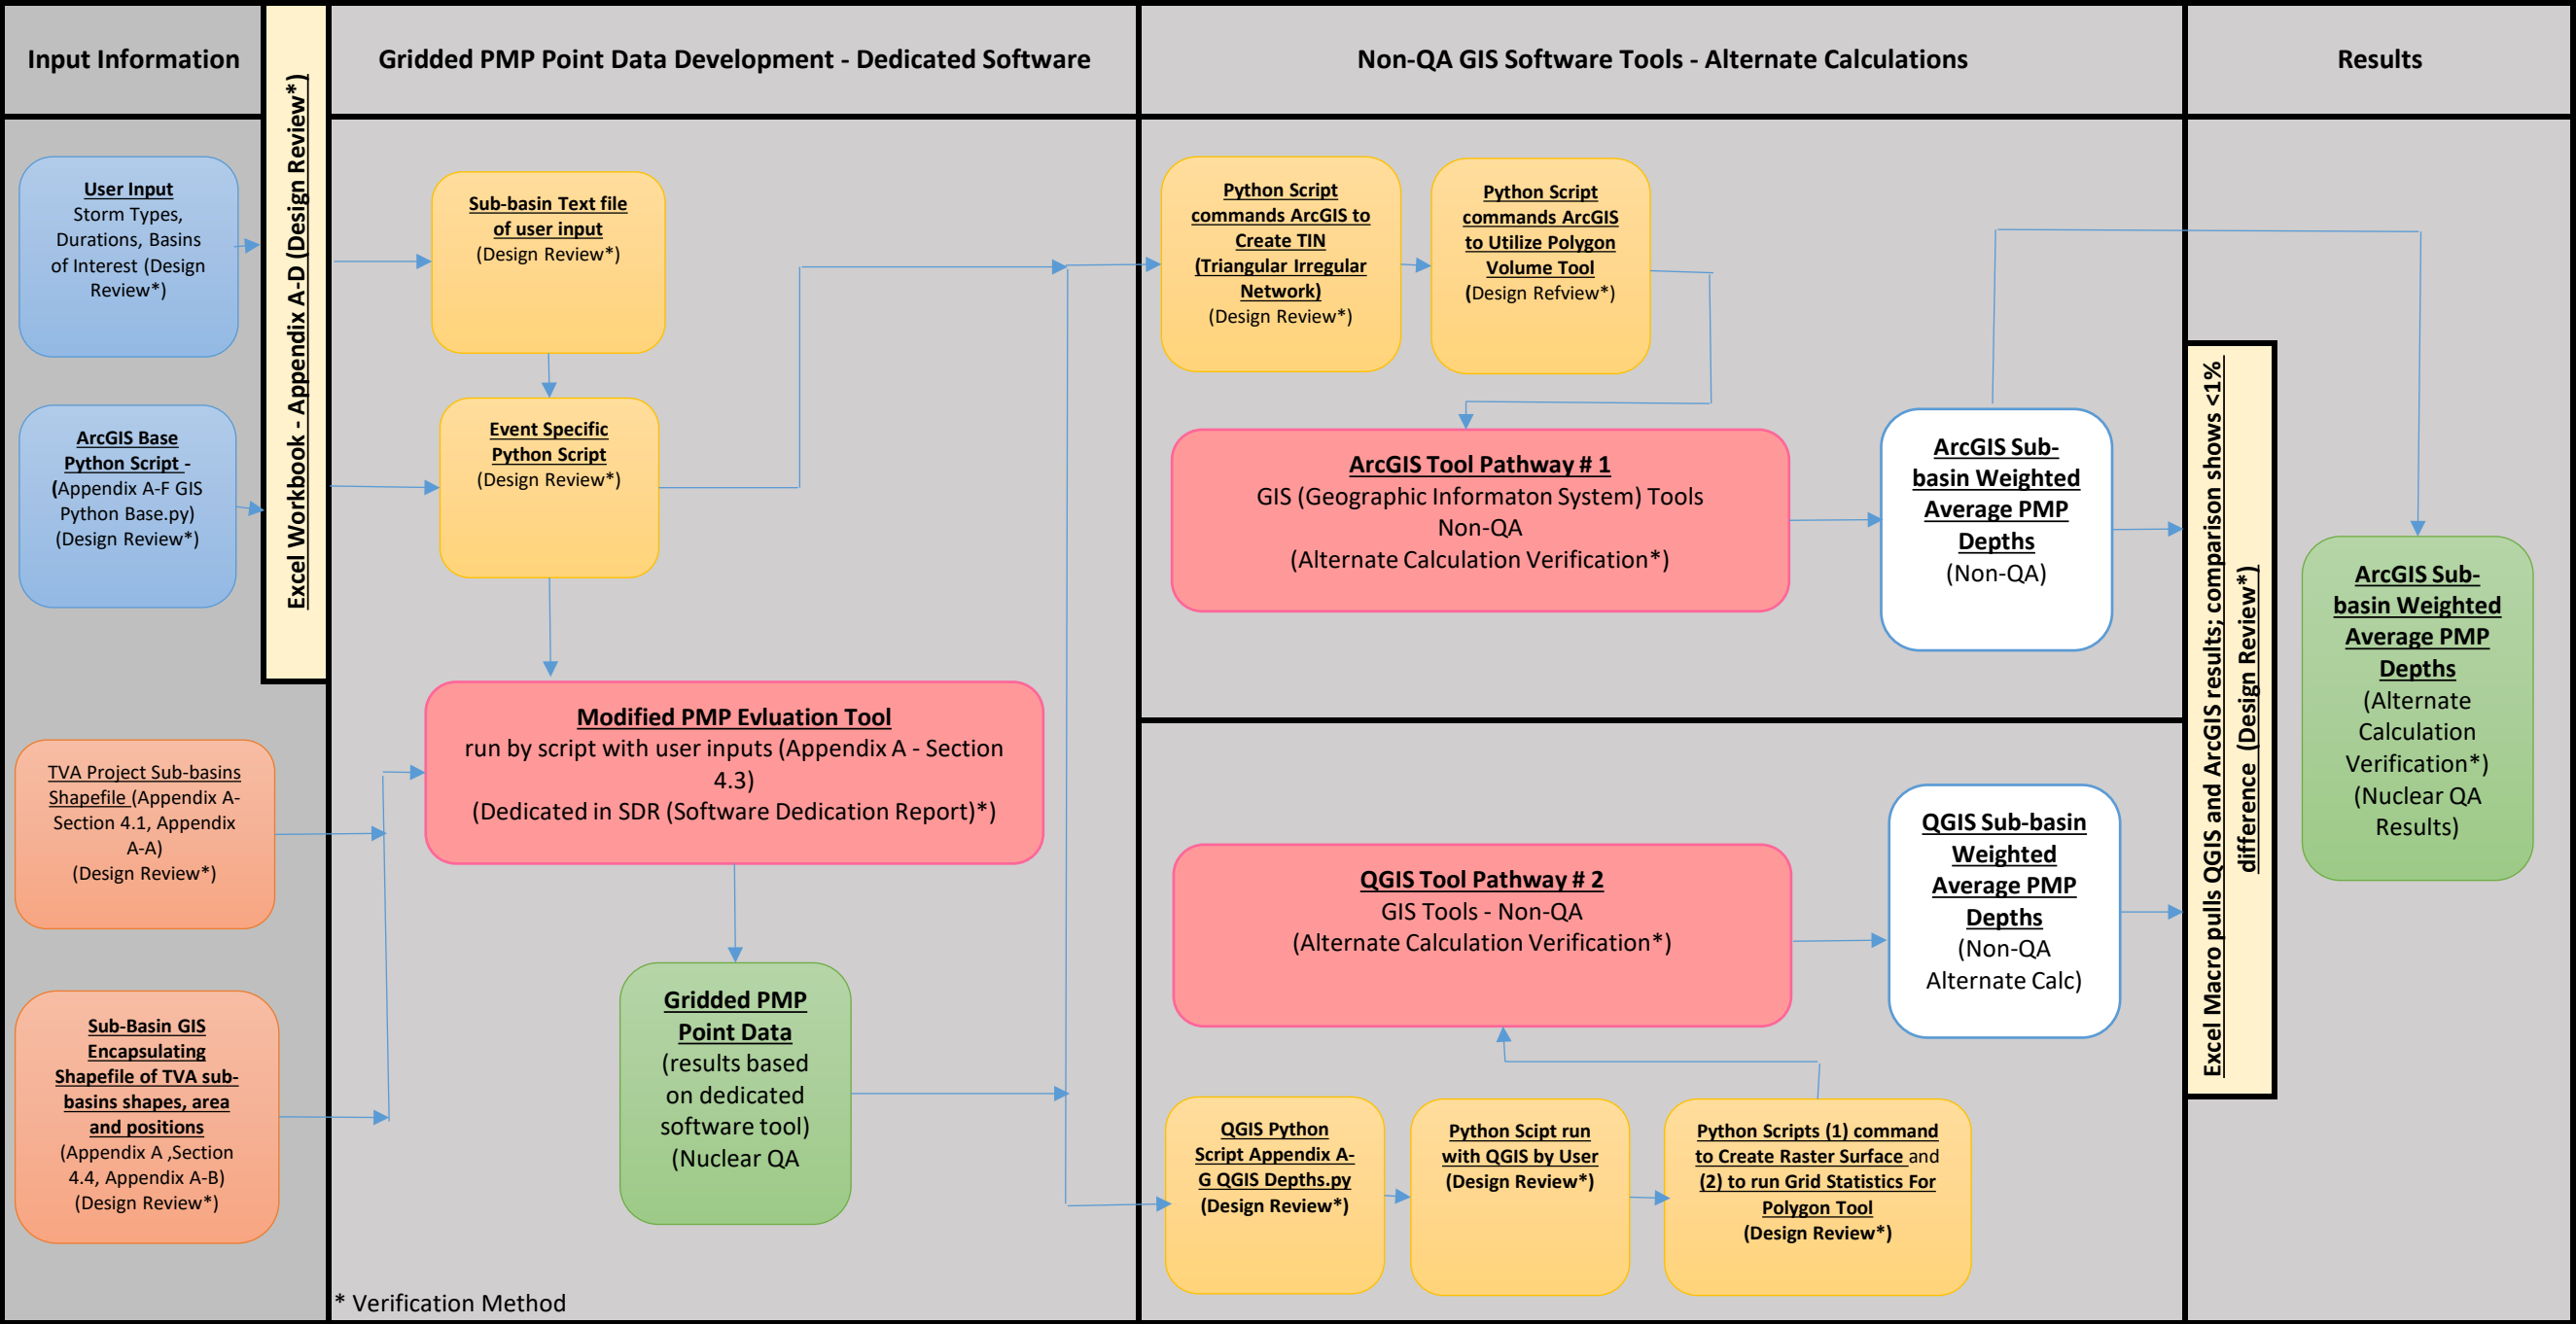 Input Information
Gridded PMP Point Data Development - Dedicated Software
Non-QA GIS Software Tools - Alternate Calculations
Results
User Input
Storm Types,
Durations, Basins
of Interest (Design
Review*)
ArcGIS Base
Python Script -
(Appendix A-F GIS
Python Base.py)
(Design Review*)
TVA Project Sub-basins
Shapefile (Appendix A-
Section 4.1, Appendix
A-A)
(Design Review*)
Sub-Basin GIS
Encapsulating
Shapefile of TVA sub-
basins shapes, area
and positions
(Appendix A ,Section
4.4, Appendix A-B)
(Design Review*)
Excel Workbook - Appendix A-D (Design Review*)
Sub-basin Text file
of user input
(Design Review*)
Event Specific
Python Script
(Design Review*)
Modified PMP Evluation Tool
run by script with user inputs (Appendix A - Section
4.3)
(Dedicated in SDR (Software Dedication Report)*)
Gridded PMP
Point Data
(results based
on dedicated
software tool)
(Nuclear QA
* Verification Method
Python Script
commands ArcGIS to
Create TIN
(Triangular Irregular
Network)
(Design Review*)
Python Script
commands ArcGIS
to Utilize Polygon
Volume Tool
(Design Refview*)
ArcGIS Tool Pathway # 1
GIS (Geographic Informaton System) Tools
Non-QA
(Alternate Calculation Verification*)
ArcGIS Sub-
basin Weighted
Average PMP
Depths
(Non-QA)
QGIS Tool Pathway # 2
GIS Tools - Non-QA
(Alternate Calculation Verification*)
QGIS Sub-basin
Weighted
Average PMP
Depths
(Non-QA
Alternate Calc)
QGIS Python
Script Appendix A-
G QGIS Depths.py
(Design Review*)
Python Scipt run
with QGIS by User
(Design Review*)
Python Scripts (1) command
to Create Raster Surface and
(2) to run Grid Statistics For
Polygon Tool
(Design Review*)
Excel Macro pulls QGIS and ArcGIS results; comparison shows <1%
difference (Design Review*)
ArcGIS Sub-
basin Weighted
Average PMP
Depths
(Alternate
Calculation
Verification*)
(Nuclear QA
Results)